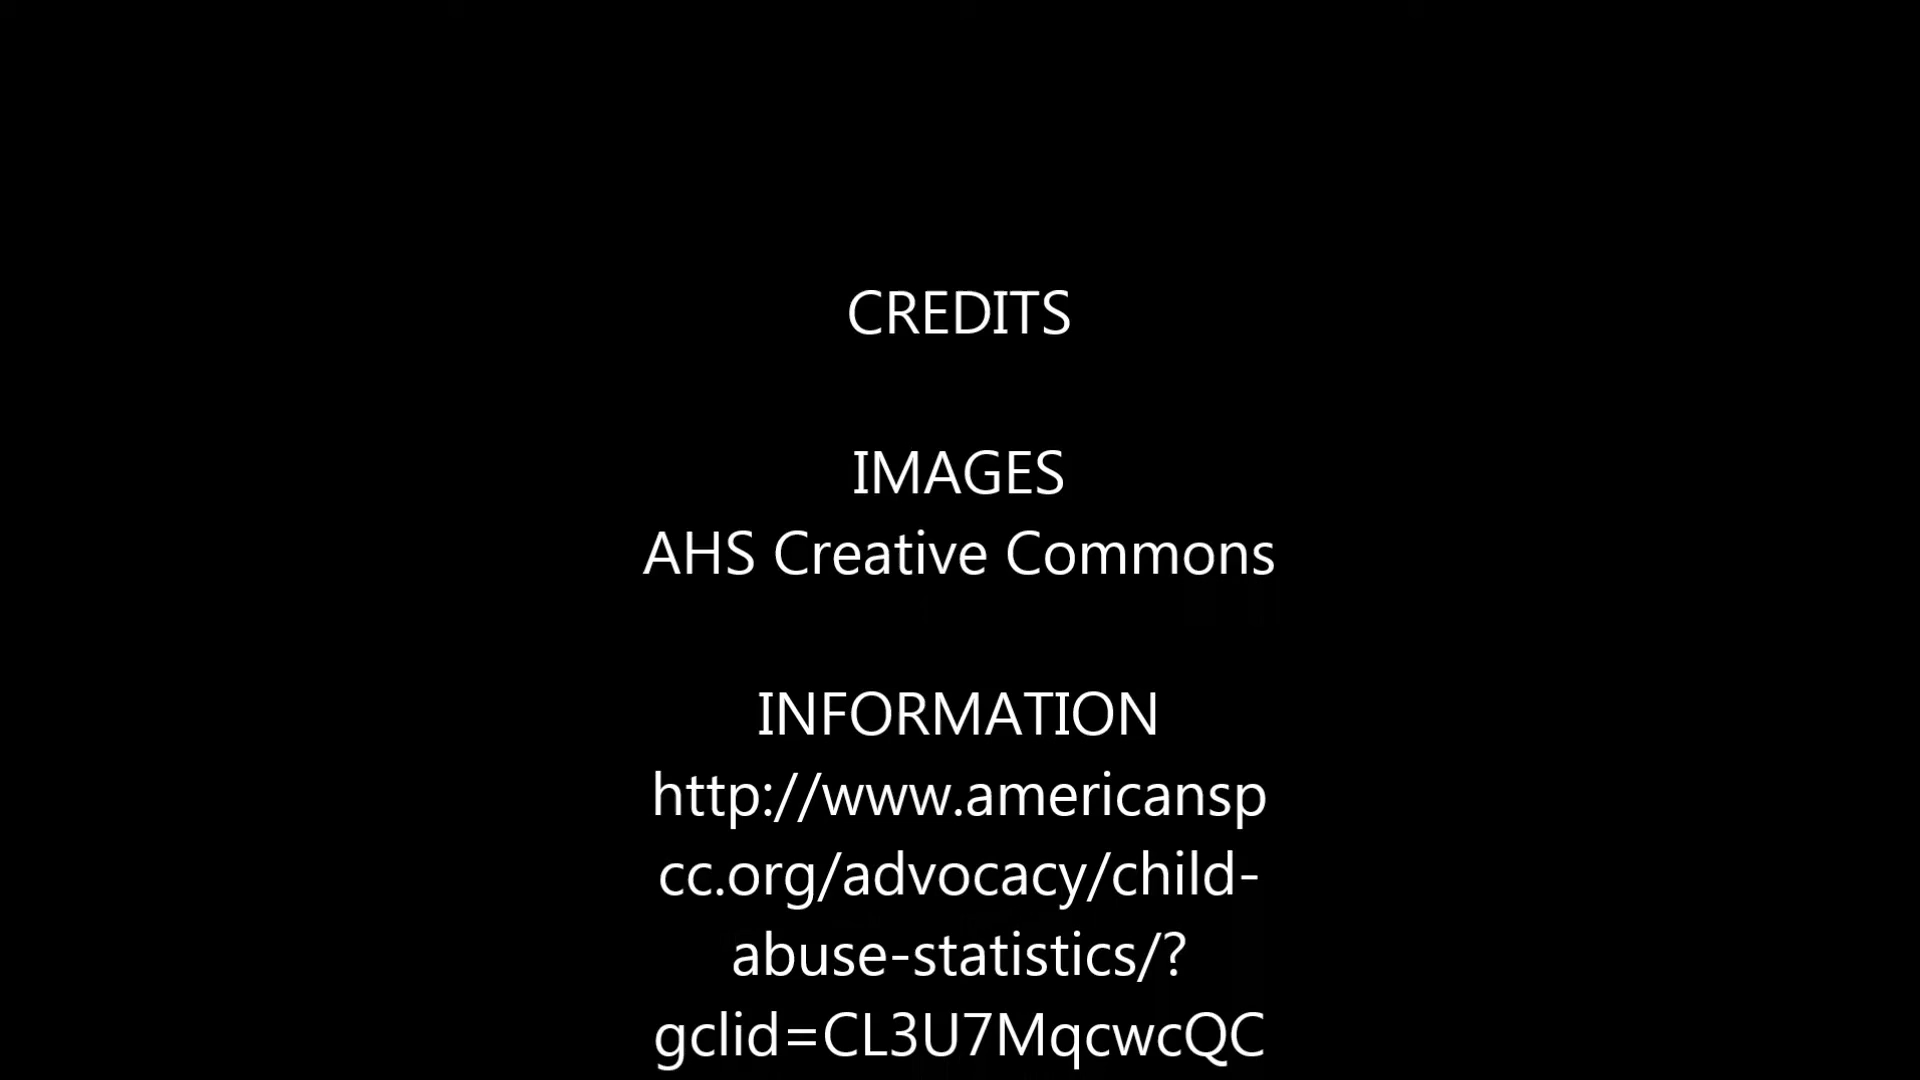 CREDITS
IMAGES
AHS Creative Commons
INFORMATION
http://www.americansp
cc.org/advocacy/child-
abuse-statistics/?
gclid=CL3U7MqcwcQC